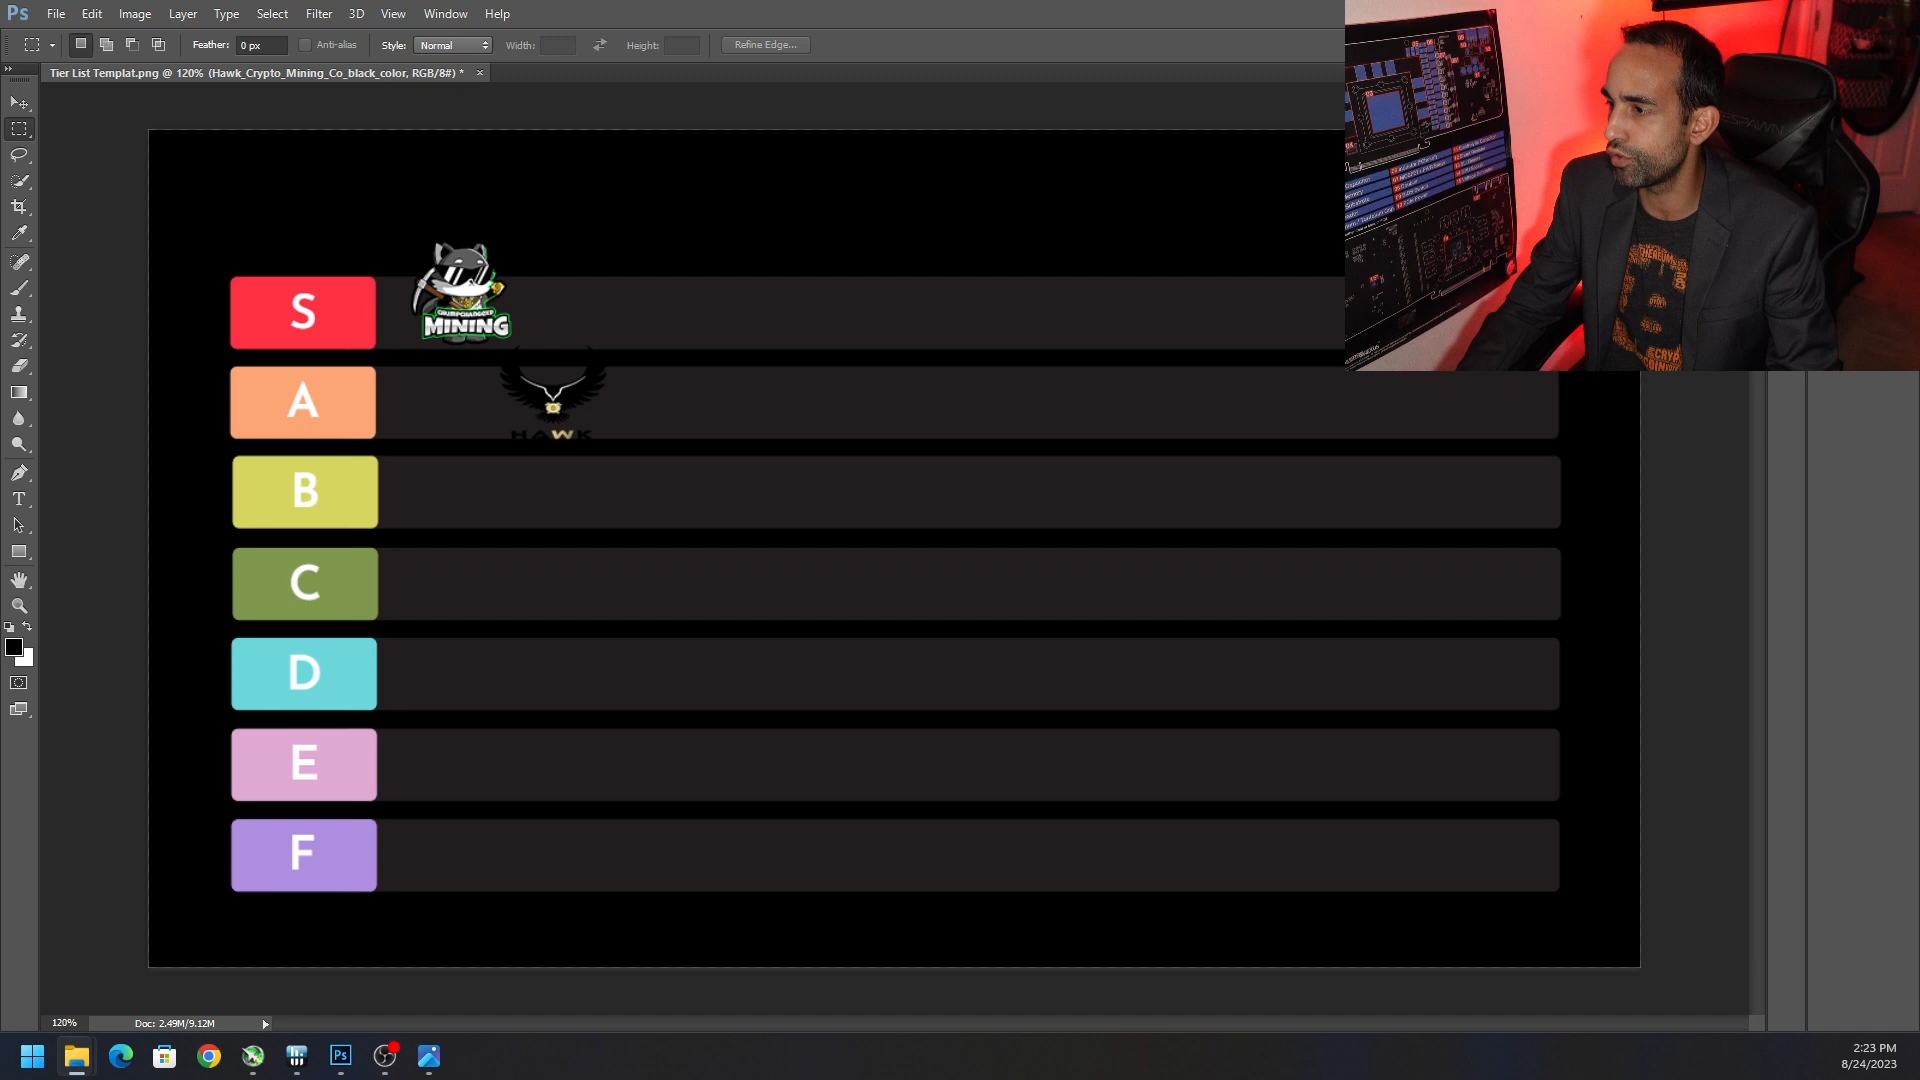 Ps File Edit Image Layer Type Select Filter 3D View Window Help
Feather: 0 px Anti-alias Style: Normal Width: Height: Refine Edge...
Tier List Templat.png @ 120% (Hawk_Crypto_Mining_Co_black_color, RGB/8#) * ×
S
MINING
A
HAWK
B
C
D
E
F
120% Doc: 2.49M/9.12M
Ps
2:23 PM
8/24/2023